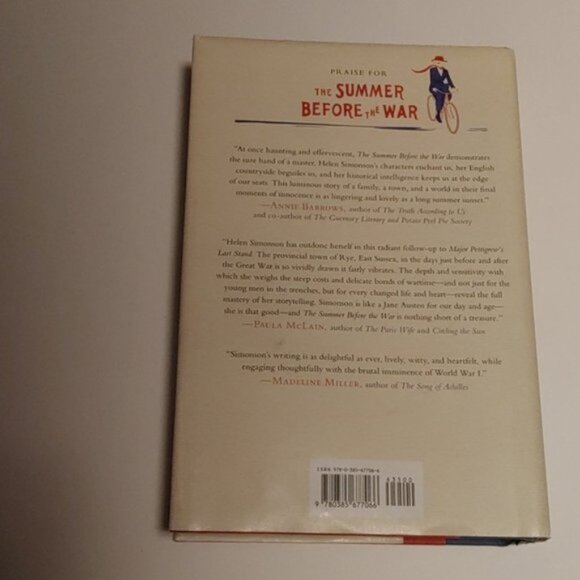 PRAISE FOR
THE SUMMER
BEFORE THE WAR
"At once haunting and effervescent, The Summer Before the War demonstrates
the sure hand of a master. Helen Simonson's characters enchant us, her English
countryside beguiles us, and her historical intelligence keeps us at the edge
of our seats. This luminous story of a family, a town, and a world in their final
moments of innocence is as lingering and lovely as a long summer sunset."
—ANNIE BARROWS, author of The Truth According to Us
and co-author of The Guernsey Literary and Potato Peel Pie Society
"Helen Simonson has outdone herself in this radiant follow-up to Major Pettigrew's
Last Stand. The provincial town of Rye, East Sussex, in the days just before and after
the Great War is so vividly drawn it fairly vibrates. The depth and sensitivity with
which she weighs the steep costs and delicate bonds of wartime—and not just for the
young men in the trenches, but for every changed life and heart—reveal the full
mastery of her storytelling. Simonson is like a Jane Austen for our day and age—
she is that good—and The Summer Before the War is nothing short of a treasure."
—PAULA MCLAIN, author of The Paris Wife and Circling the Sun
"Simonson's writing is as delightful as ever, lively, witty, and heartfelt, while
engaging thoughtfully with the brutal imminence of World War I."
—MADELINE MILLER, author of The Song of Achilles
ISBN 978-0-385-67706-6
53100
9 780385 677066